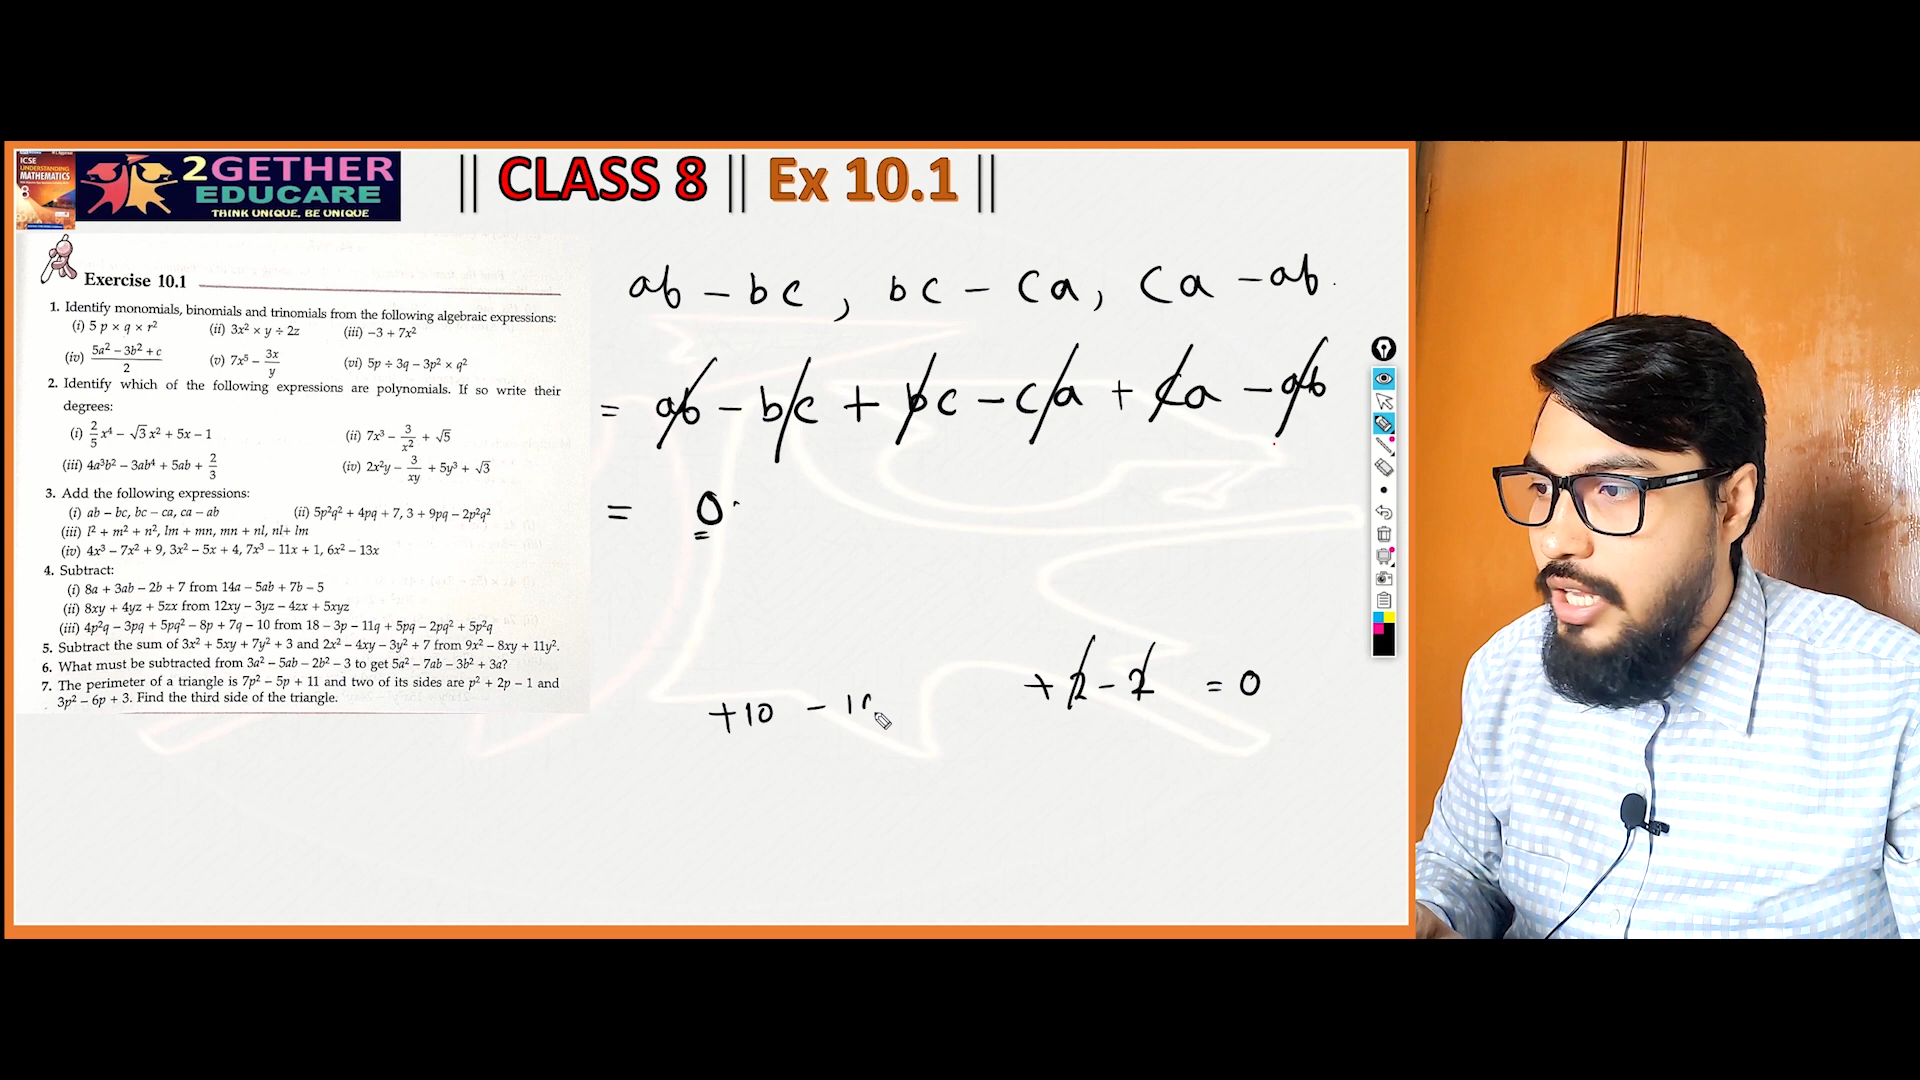 ICSE
UNDERSTANDING
MATHEMATICS
8
2GETHER
EDUCARE
THINK UNIQUE, BE UNIQUE
|| CLASS 8 || Ex 10.1 ||
Exercise 10.1
1. Identify monomials, binomials and trinomials from the following algebraic expressions:
(i) 5 p × q × r² (ii) 3x² × y ÷ 2z (iii) −3 + 7x²
(iv) (5a² − 3b² + c)/2 (v) 7x⁵ − 3x/y (vi) 5p ÷ 3q − 3p² × q²
2. Identify which of the following expressions are polynomials. If so write their
degrees:
(i) 2/5 x⁴ − √3 x² + 5x − 1 (ii) 7x³ − 3/x² + √5
(iii) 4a³b² − 3ab⁴ + 5ab + 2/3 (iv) 2x²y − 3/xy + 5y³ + √3
3. Add the following expressions:
(i) ab − bc, bc − ca, ca − ab (ii) 5p²q² + 4pq + 7, 3 + 9pq − 2p²q²
(iii) l² + m² + n², lm + mn, mn + nl, nl + lm
(iv) 4x³ − 7x² + 9, 3x² − 5x + 4, 7x³ − 11x + 1, 6x² − 13x
4. Subtract:
(i) 8a + 3ab − 2b + 7 from 14a − 5ab + 7b − 5
(ii) 8xy + 4yz + 5zx from 12xy − 3yz − 4zx + 5xyz
(iii) 4p²q − 3pq + 5pq² − 8p + 7q − 10 from 18 − 3p − 11q + 5pq − 2pq² + 5p²q
5. Subtract the sum of 3x² + 5xy + 7y² + 3 and 2x² − 4xy − 3y² + 7 from 9x² − 8xy + 11y².
6. What must be subtracted from 3a² − 5ab − 2b² − 3 to get 5a² − 7ab − 3b² + 3a?
7. The perimeter of a triangle is 7p² − 5p + 11 and two of its sides are p² + 2p − 1 and
3p² − 6p + 3. Find the third side of the triangle.
ab − bc, bc − ca, ca − ab.
= ab − bc + bc − ca + ca − ab
= 0
+2 − 2 = 0
+10 − 10